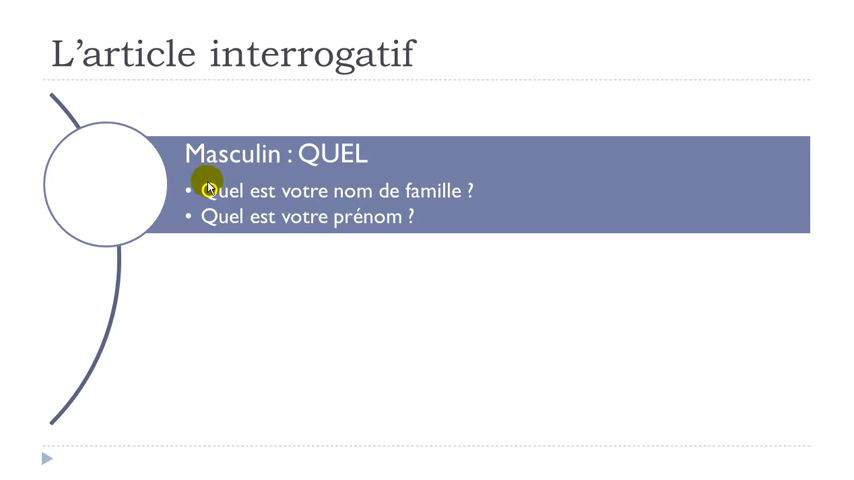 L’article interrogatif
Masculin : QUEL
• Quel est votre nom de famille ?
• Quel est votre prénom ?